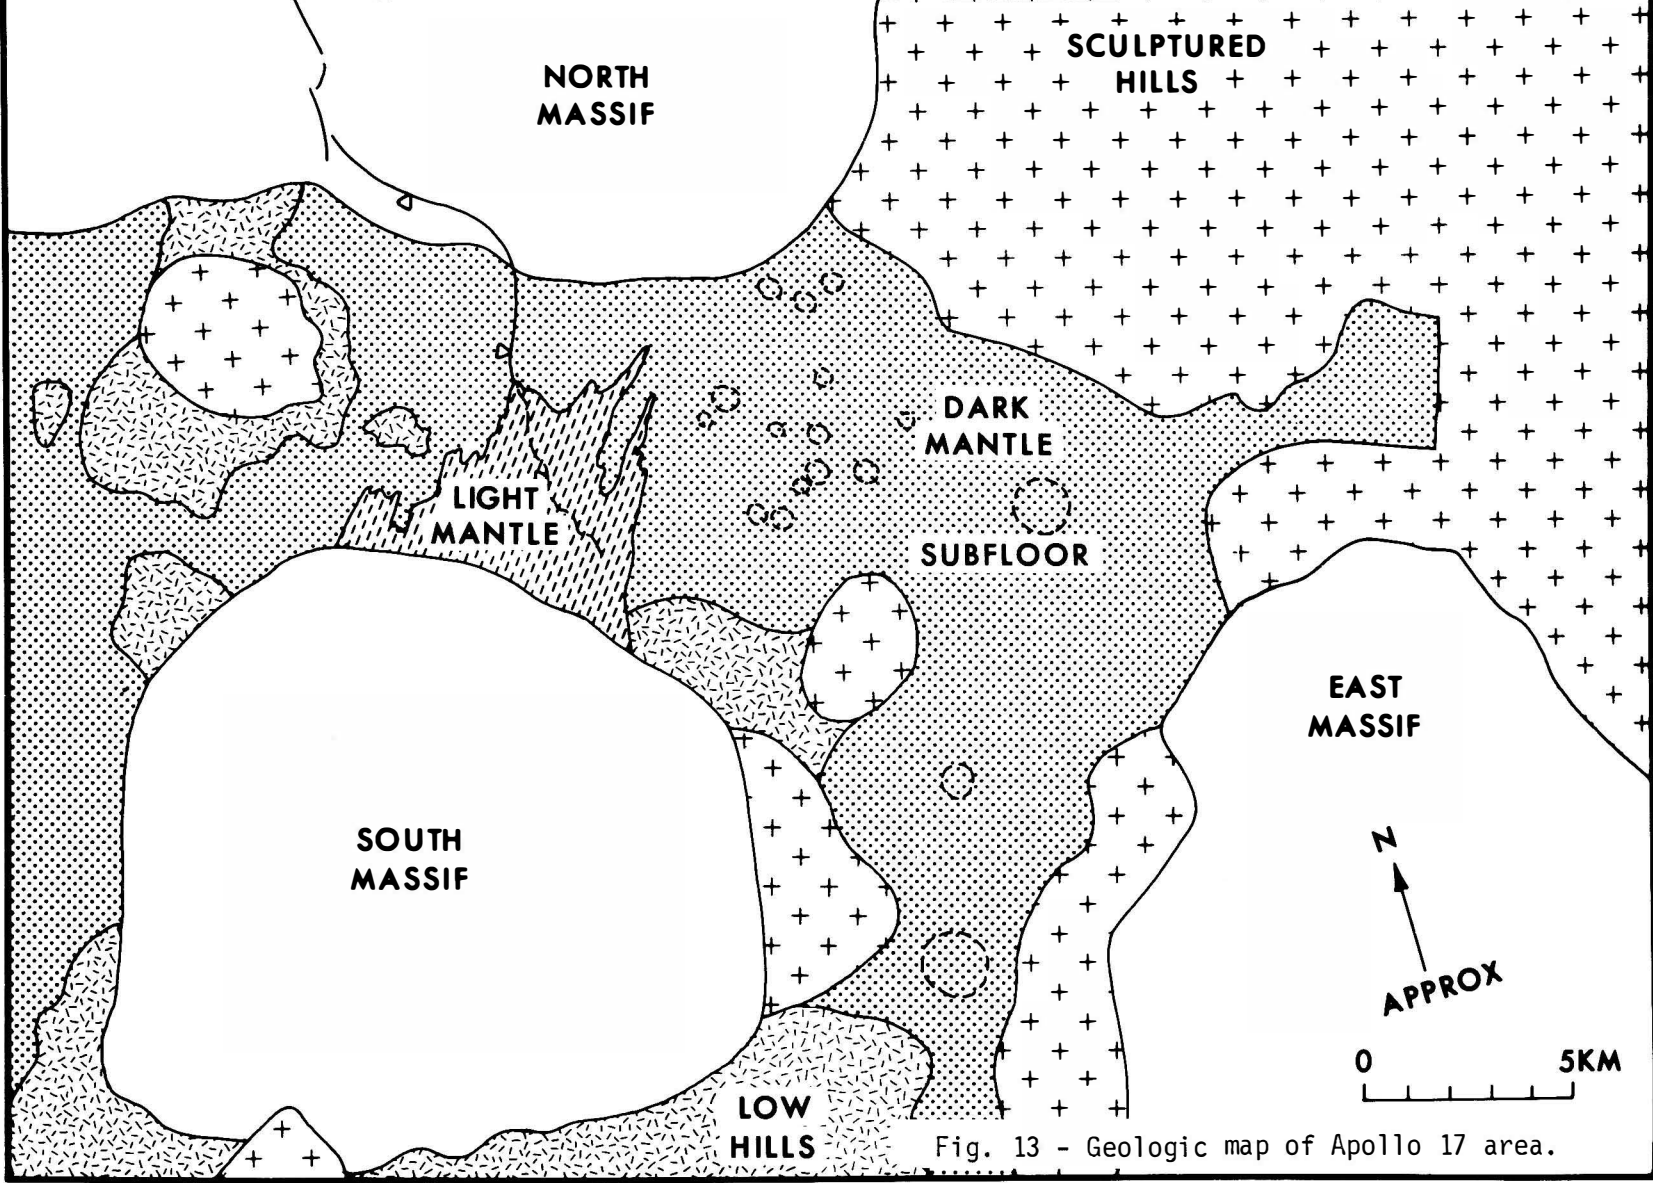 NORTH
MASSIF
SCULPTURED
HILLS
DARK
MANTLE
LIGHT
MANTLE
SUBFLOOR
EAST
MASSIF
SOUTH
MASSIF
N
APPROX
0 5KM
LOW
HILLS
Fig. 13 - Geologic map of Apollo 17 area.